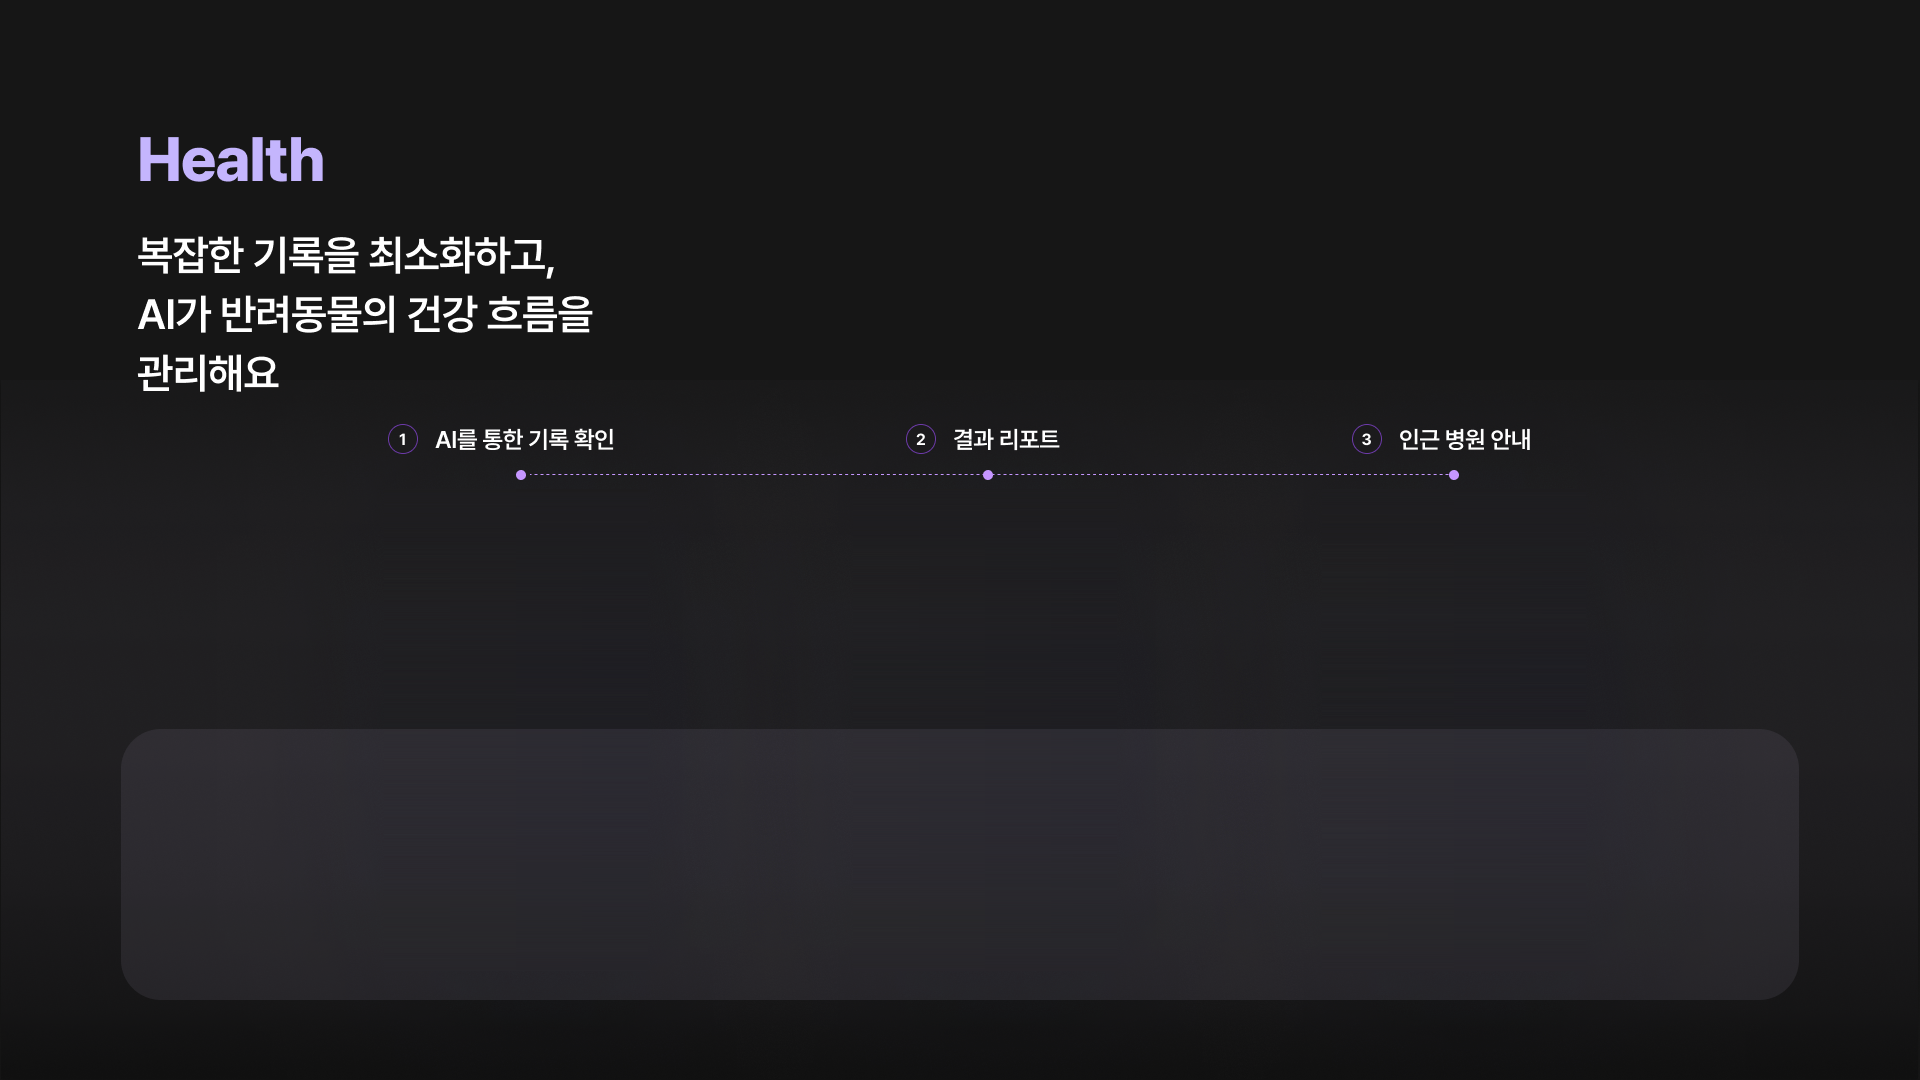 Health
복잡한 기록을 최소화하고,
AI가 반려동물의 건강 흐름을
관리해요
1 AI를 통한 기록 확인
2 결과 리포트
3 인근 병원 안내